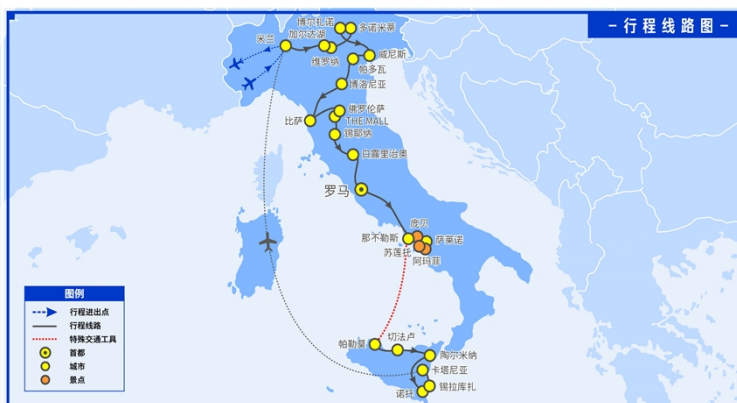 －行程线路图－
博尔扎诺
多诺米蒂
米兰
加尔达湖
维罗纳
威尼斯
帕多瓦
博洛尼亚
比萨
佛罗伦萨
THE MALL
锡耶纳
白露里治奥
罗马
庞贝
那不勒斯
萨莱诺
苏莲托
阿玛菲
帕勒莫
切法卢
陶尔米纳
卡塔尼亚
锡拉库扎
诺托
图例
行程进出点
行程线路
特殊交通工具
首都
城市
景点